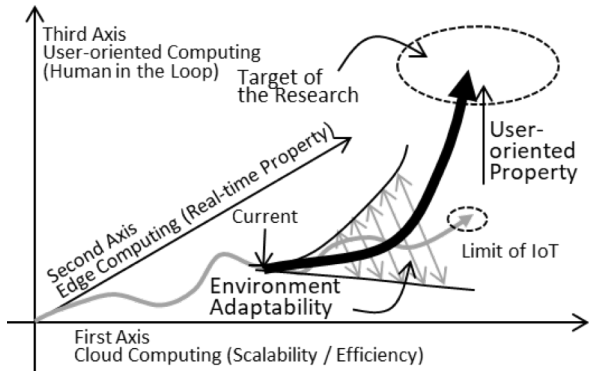 Third Axis
User-oriented Computing
(Human in the Loop)
Target of
the Research
User-
oriented
Property
Second Axis
Edge Computing (Real-time Property)
Current
Limit of IoT
Environment
Adaptability
First Axis
Cloud Computing (Scalability / Efficiency)